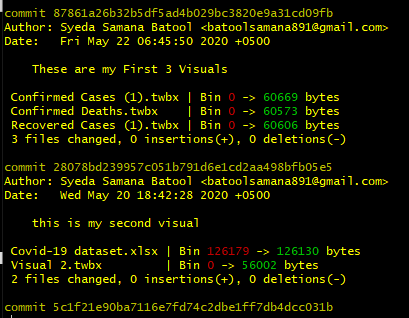 commit 87861a26b32b5df5ad4b029bc3820e9a31cd09fb
Author: Syeda Samana Batool <batoolsamana891@gmail.com>
Date:   Fri May 22 06:45:50 2020 +0500
These are my First 3 Visuals
Confirmed Cases (1).twbx | Bin 0 -> 60669 bytes
Confirmed Deaths.twbx    | Bin 0 -> 60573 bytes
Recovered Cases (1).twbx | Bin 0 -> 60606 bytes
3 files changed, 0 insertions(+), 0 deletions(-)
commit 28078bd239957c051b791d6e1cd2aa498bfb05e5
Author: Syeda Samana Batool <batoolsamana891@gmail.com>
Date:   Wed May 20 18:42:28 2020 +0500
this is my second visual
Covid-19 dataset.xlsx | Bin 126179 -> 126130 bytes
Visual 2.twbx         | Bin 0 -> 56002 bytes
2 files changed, 0 insertions(+), 0 deletions(-)
commit 5c1f21e90ba7116e7fd74c2dbe1ff7db4dcc031b